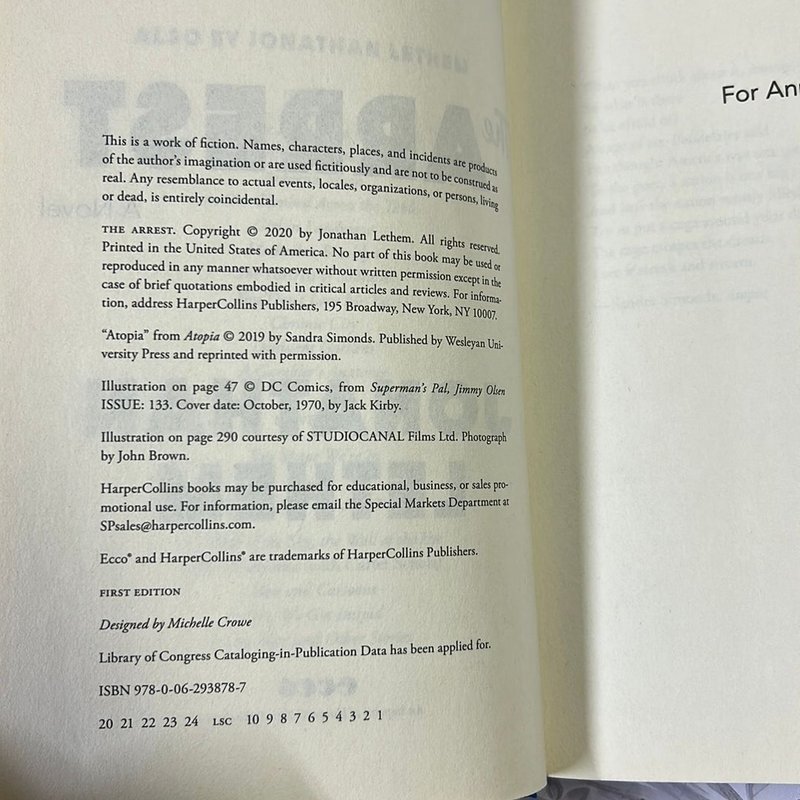 This is a work of fiction. Names, characters, places, and incidents are products
of the author's imagination or are used fictitiously and are not to be construed as
real. Any resemblance to actual events, locales, organizations, or persons, living
or dead, is entirely coincidental.
THE ARREST. Copyright © 2020 by Jonathan Lethem. All rights reserved.
Printed in the United States of America. No part of this book may be used or
reproduced in any manner whatsoever without written permission except in the
case of brief quotations embodied in critical articles and reviews. For informa-
tion, address HarperCollins Publishers, 195 Broadway, New York, NY 10007.
“Atopia” from Atopia © 2019 by Sandra Simonds. Published by Wesleyan Uni-
versity Press and reprinted with permission.
Illustration on page 47 © DC Comics, from Superman's Pal, Jimmy Olsen
ISSUE: 133. Cover date: October, 1970, by Jack Kirby.
Illustration on page 290 courtesy of STUDIOCANAL Films Ltd. Photograph
by John Brown.
HarperCollins books may be purchased for educational, business, or sales pro-
motional use. For information, please email the Special Markets Department at
SPsales@harpercollins.com.
Ecco® and HarperCollins® are trademarks of HarperCollins Publishers.
FIRST EDITION
Designed by Michelle Crowe
Library of Congress Cataloging-in-Publication Data has been applied for.
ISBN 978-0-06-293878-7
20 21 22 23 24 LSC 10 9 8 7 6 5 4 3 2 1
For